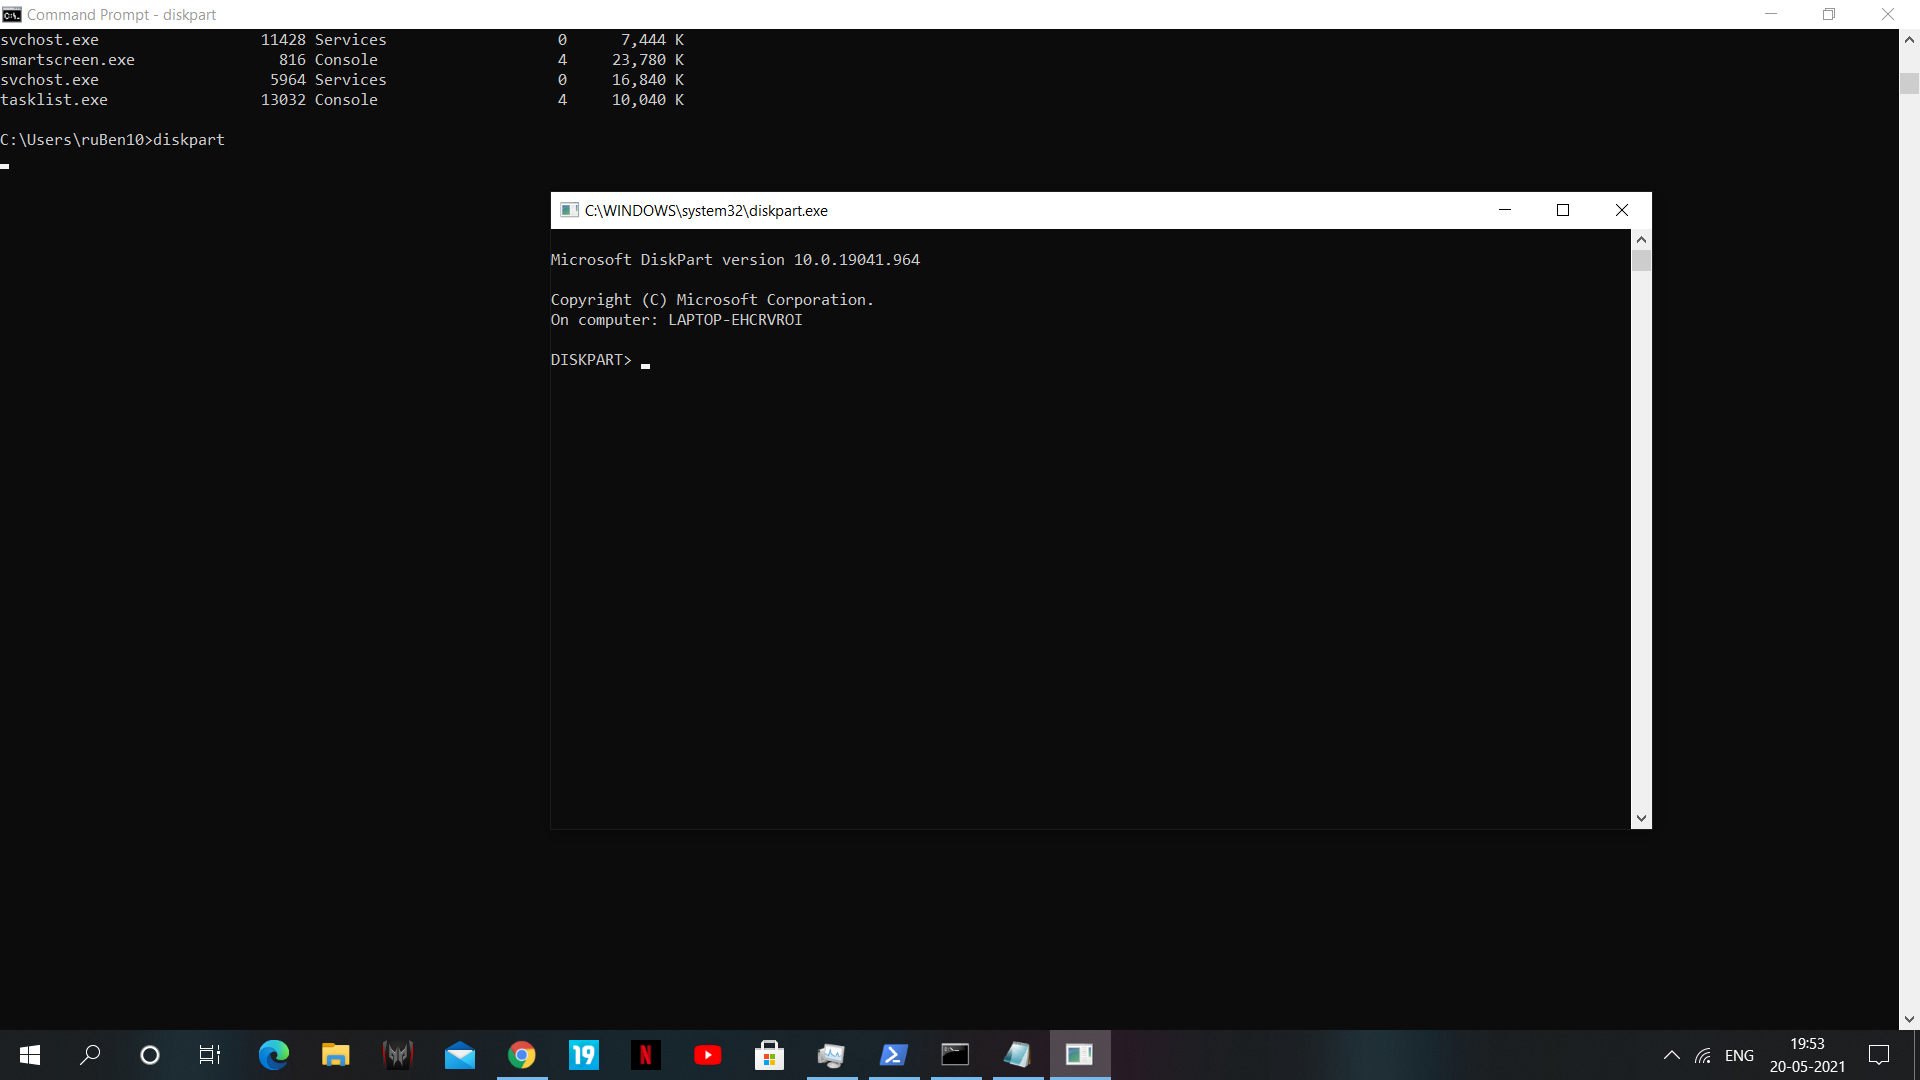 Command Prompt - diskpart
svchost.exe 11428 Services 0 7,444 K
smartscreen.exe 816 Console 4 23,780 K
svchost.exe 5964 Services 0 16,840 K
tasklist.exe 13032 Console 4 10,040 K
C:\Users\ruBen10>diskpart
C:\WINDOWS\system32\diskpart.exe
Microsoft DiskPart version 10.0.19041.964
Copyright (C) Microsoft Corporation.
On computer: LAPTOP-EHCRVROI
DISKPART>
19
N
ENG
19:53
20-05-2021